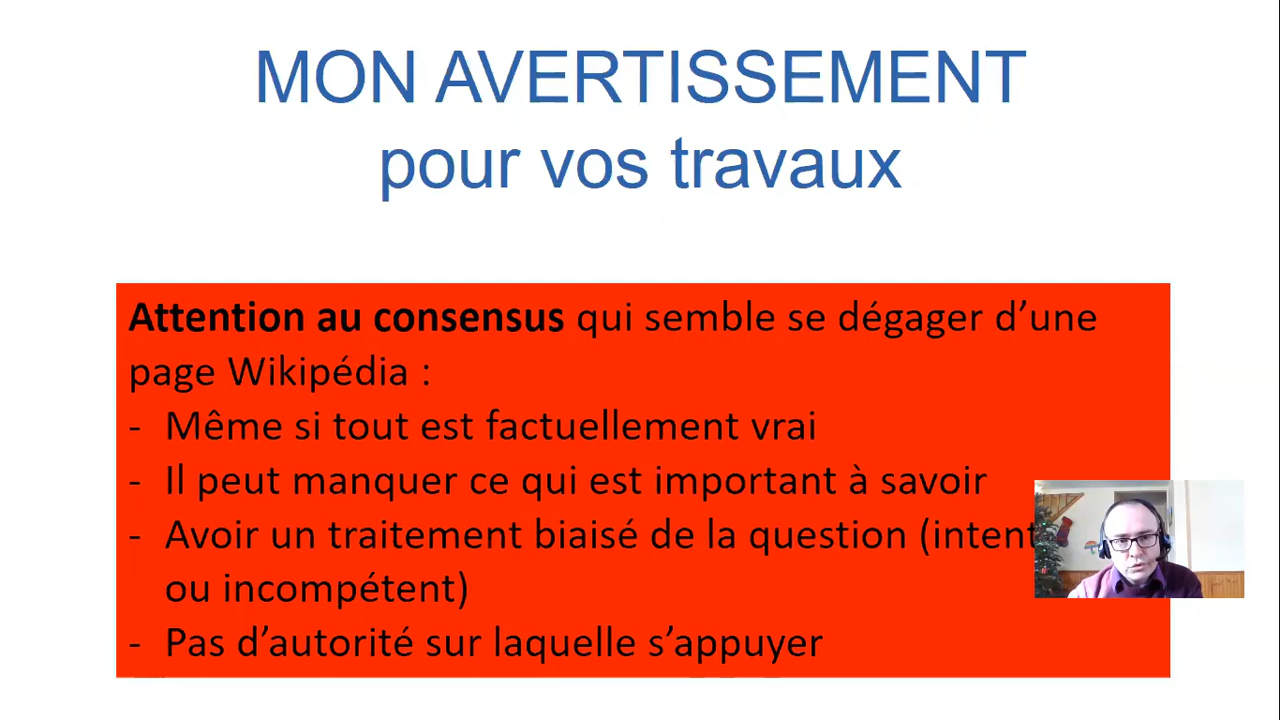 MON AVERTISSEMENT
pour vos travaux
Attention au consensus qui semble se dégager d’une
page Wikipédia :
- Même si tout est factuellement vrai
- Il peut manquer ce qui est important à savoir
- Avoir un traitement biaisé de la question
ou incompétent)
- Pas d’autorité sur laquelle s’appuyer